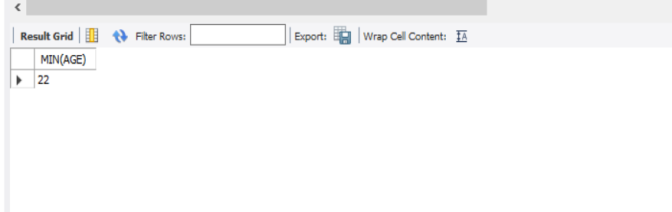 Result Grid Filter Rows: Export: Wrap Cell Content:
MIN(AGE)
22